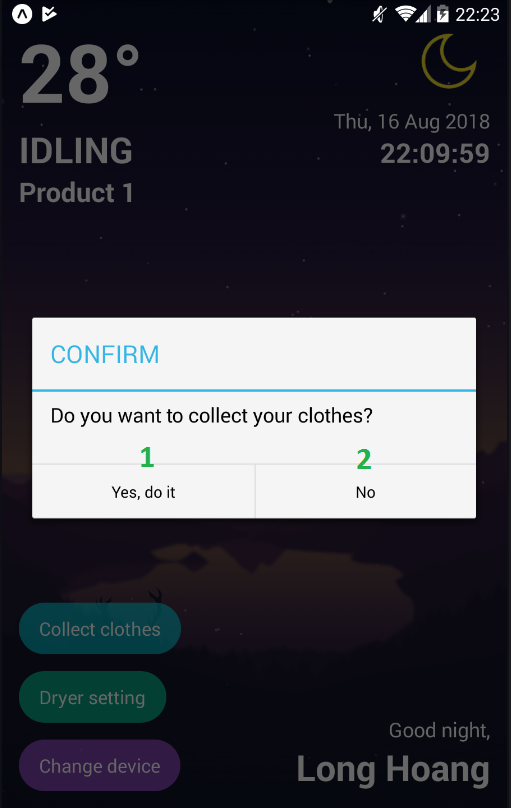 22:23
28°
Thu, 16 Aug 2018
IDLING
22:09:59
Product 1
CONFIRM
Do you want to collect your clothes?
1 2
Yes, do it No
Collect clothes
Dryer setting
Good night,
Change device
Long Hoang